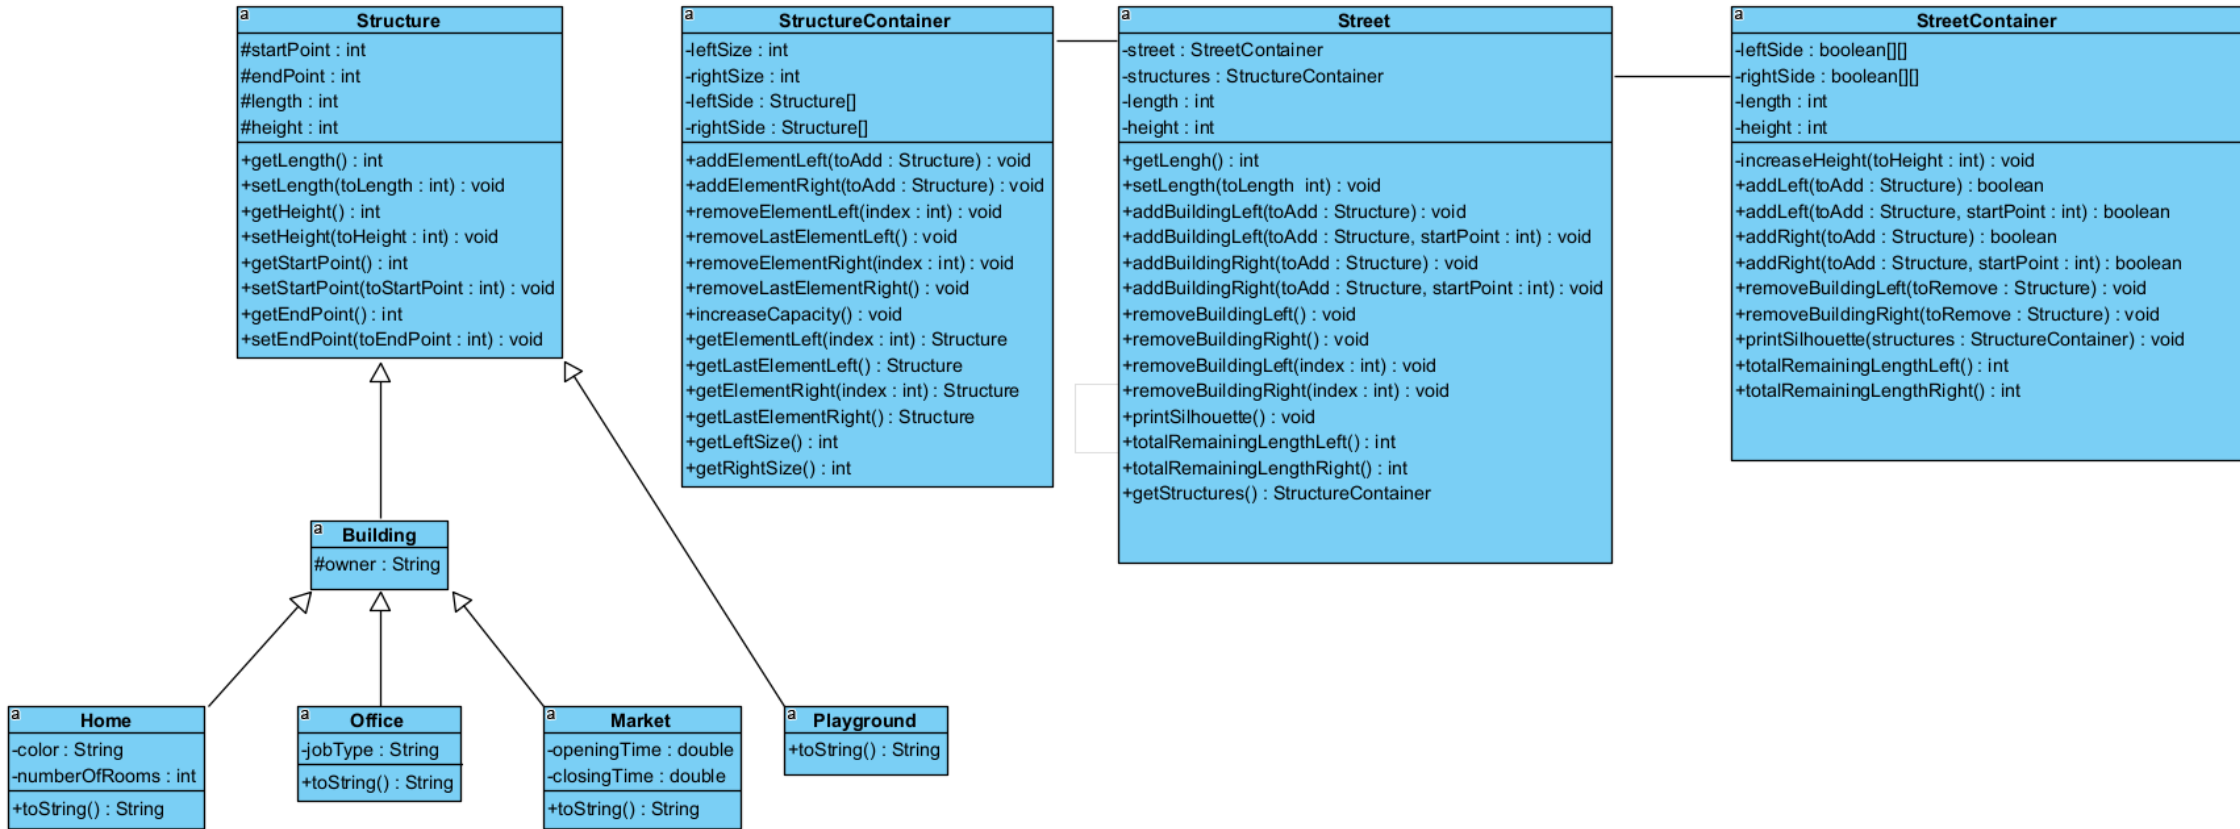 a
Structure
#startPoint : int
#endPoint : int
#length : int
#height : int
+getLength() : int
+setLength(toLength : int) : void
+getHeight() : int
+setHeight(toHeight : int) : void
+getStartPoint() : int
+setStartPoint(toStartPoint : int) : void
+getEndPoint() : int
+setEndPoint(toEndPoint : int) : void
a
StructureContainer
-leftSize : int
-rightSize : int
-leftSide : Structure[]
-rightSide : Structure[]
+addElementLeft(toAdd : Structure) : void
+addElementRight(toAdd : Structure) : void
+removeElementLeft(index : int) : void
+removeLastElementLeft() : void
+removeElementRight(index : int) : void
+removeLastElementRight() : void
+increaseCapacity() : void
+getElementLeft(index : int) : Structure
+getLastElementLeft() : Structure
+getElementRight(index : int) : Structure
+getLastElementRight() : Structure
+getLeftSize() : int
+getRightSize() : int
a
Street
-street : StreetContainer
-structures : StructureContainer
-length : int
-height : int
+getLengh() : int
+setLength(toLength int) : void
+addBuildingLeft(toAdd : Structure) : void
+addBuildingLeft(toAdd : Structure, startPoint : int) : void
+addBuildingRight(toAdd : Structure) : void
+addBuildingRight(toAdd : Structure, startPoint : int) : void
+removeBuildingLeft() : void
+removeBuildingRight() : void
+removeBuildingLeft(index : int) : void
+removeBuildingRight(index : int) : void
+printSilhouette() : void
+totalRemainingLengthLeft() : int
+totalRemainingLengthRight() : int
+getStructures() : StructureContainer
a
StreetContainer
-leftSide : boolean[][]
-rightSide : boolean[][]
-length : int
-height : int
-increaseHeight(toHeight : int) : void
+addLeft(toAdd : Structure) : boolean
+addLeft(toAdd : Structure, startPoint : int) : boolean
+addRight(toAdd : Structure) : boolean
+addRight(toAdd : Structure, startPoint : int) : boolean
+removeBuildingLeft(toRemove : Structure) : void
+removeBuildingRight(toRemove : Structure) : void
+printSilhouette(structures : StructureContainer) : void
+totalRemainingLengthLeft() : int
+totalRemainingLengthRight() : int
a
Building
#owner : String
a
Home
-color : String
-numberOfRooms : int
+toString() : String
a
Office
-jobType : String
+toString() : String
a
Market
-openingTime : double
-closingTime : double
+toString() : String
a
Playground
+toString() : String